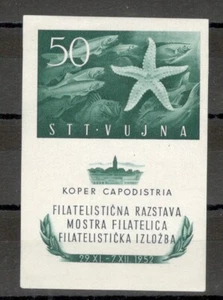 50
STT·VUJNA
KOPER CAPODISTRIA
FILATELISTIČNA RAZSTAVA
MOSTRA FILATELICA
FILATELISTIČKA IZLOŽBA
29.XI.-7.XII.1952